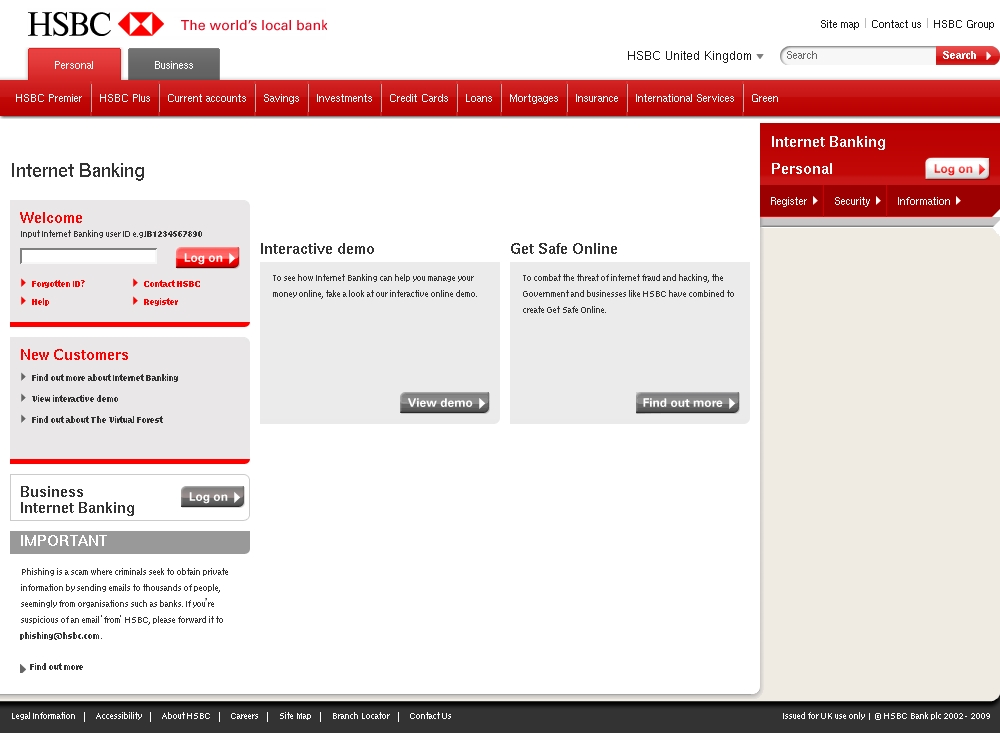 HSBC The world's local bank
Site map Contact us HSBC Group
Personal Business
HSBC United Kingdom Search Search
HSBC Premier HSBC Plus Current accounts Savings Investments Credit Cards Loans Mortgages Insurance International Services Green
Internet Banking
Personal
Log on
Register Security Information
Internet Banking
Welcome
Input Internet Banking user ID e.g.IB1234567890
Log on
Forgotten ID? Contact HSBC
Help Register
New Customers
Find out more about Internet Banking
View interactive demo
Find out about The Virtual Forest
Business
Internet Banking
Log on
IMPORTANT
Phishing is a scam where criminals seek to obtain private
information by sending emails to thousands of people,
seemingly from organisations such as banks. If you're
suspicious of an email 'from' HSBC, please forward it to
phishing@hsbc.com.
Find out more
Interactive demo
To see how Internet Banking can help you manage your
money online, take a look at our interactive online demo.
View demo
Get Safe Online
To combat the threat of internet fraud and hacking, the
Government and businesses like HSBC have combined to
create Get Safe Online.
Find out more
Legal Information | Accessibility | About HSBC | Careers | Site Map | Branch Locator | Contact Us
Issued for UK use only | © HSBC Bank plc 2002 - 2009